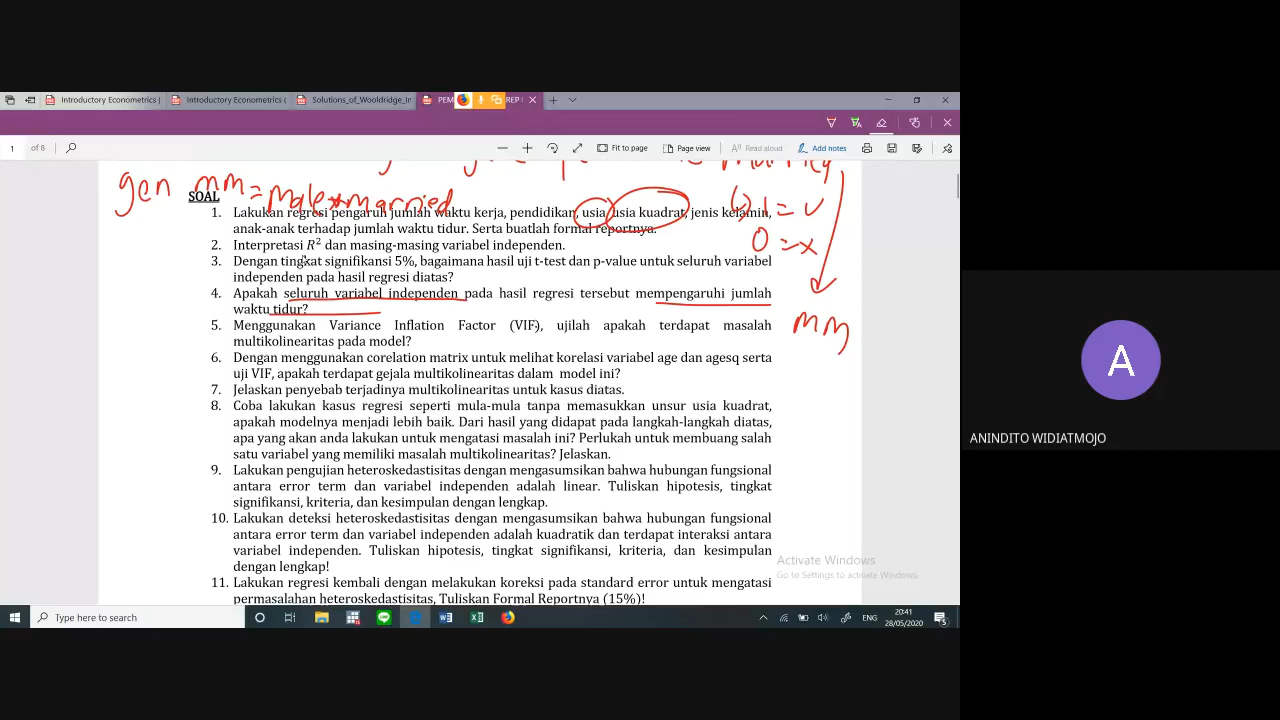 Introductory Econometrics (
Introductory Econometrics (
Solutions_of_Wooldridge_In
PEM
REP
1 of 8
Fit to page
Page view
Read aloud
Add notes
married
gen mm = male*married
SOAL
1. Lakukan regresi pengaruh jumlah waktu kerja, pendidikan, usia, usia kuadrat, jenis kelamin,
anak-anak terhadap jumlah waktu tidur. Serta buatlah formal reportnya.
1 = v
0 = x
2. Interpretasi R² dan masing-masing variabel independen.
3. Dengan tingkat signifikansi 5%, bagaimana hasil uji t-test dan p-value untuk seluruh variabel
independen pada hasil regresi diatas?
4. Apakah seluruh variabel independen pada hasil regresi tersebut mempengaruhi jumlah
waktu tidur?
mm
5. Menggunakan Variance Inflation Factor (VIF), ujilah apakah terdapat masalah
multikolinearitas pada model?
6. Dengan menggunakan corelation matrix untuk melihat korelasi variabel age dan agesq serta
uji VIF, apakah terdapat gejala multikolinearitas dalam model ini?
7. Jelaskan penyebab terjadinya multikolinearitas untuk kasus diatas.
8. Coba lakukan kasus regresi seperti mula-mula tanpa memasukkan unsur usia kuadrat,
apakah modelnya menjadi lebih baik. Dari hasil yang didapat pada langkah-langkah diatas,
apa yang akan anda lakukan untuk mengatasi masalah ini? Perlukah untuk membuang salah
satu variabel yang memiliki masalah multikolinearitas? Jelaskan.
9. Lakukan pengujian heteroskedastisitas dengan mengasumsikan bahwa hubungan fungsional
antara error term dan variabel independen adalah linear. Tuliskan hipotesis, tingkat
signifikansi, kriteria, dan kesimpulan dengan lengkap.
10. Lakukan deteksi heteroskedastisitas dengan mengasumsikan bahwa hubungan fungsional
antara error term dan variabel independen adalah kuadratik dan terdapat interaksi antara
variabel independen. Tuliskan hipotesis, tingkat signifikansi, kriteria, dan kesimpulan
dengan lengkap!
11. Lakukan regresi kembali dengan melakukan koreksi pada standard error untuk mengatasi
permasalahan heteroskedastisitas, Tuliskan Formal Reportnya (15%)!
Activate Windows
Go to Settings to activate Windows.
A
ANINDITO WIDIATMOJO
Type here to search
ENG
20:41
28/05/2020
5